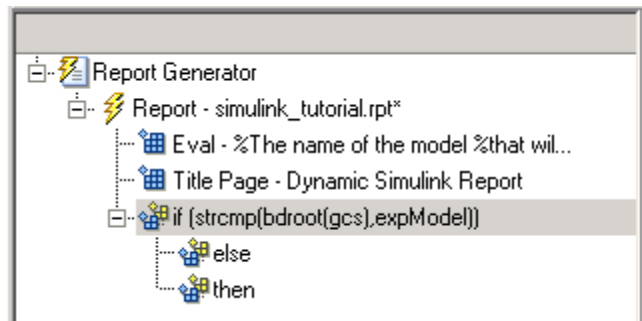 Report Generator
Report - simulink_tutorial.rpt*
Eval - %The name of the model %that wil...
Title Page - Dynamic Simulink Report
if (strcmp(bdroot(gcs),expModel))
else
then